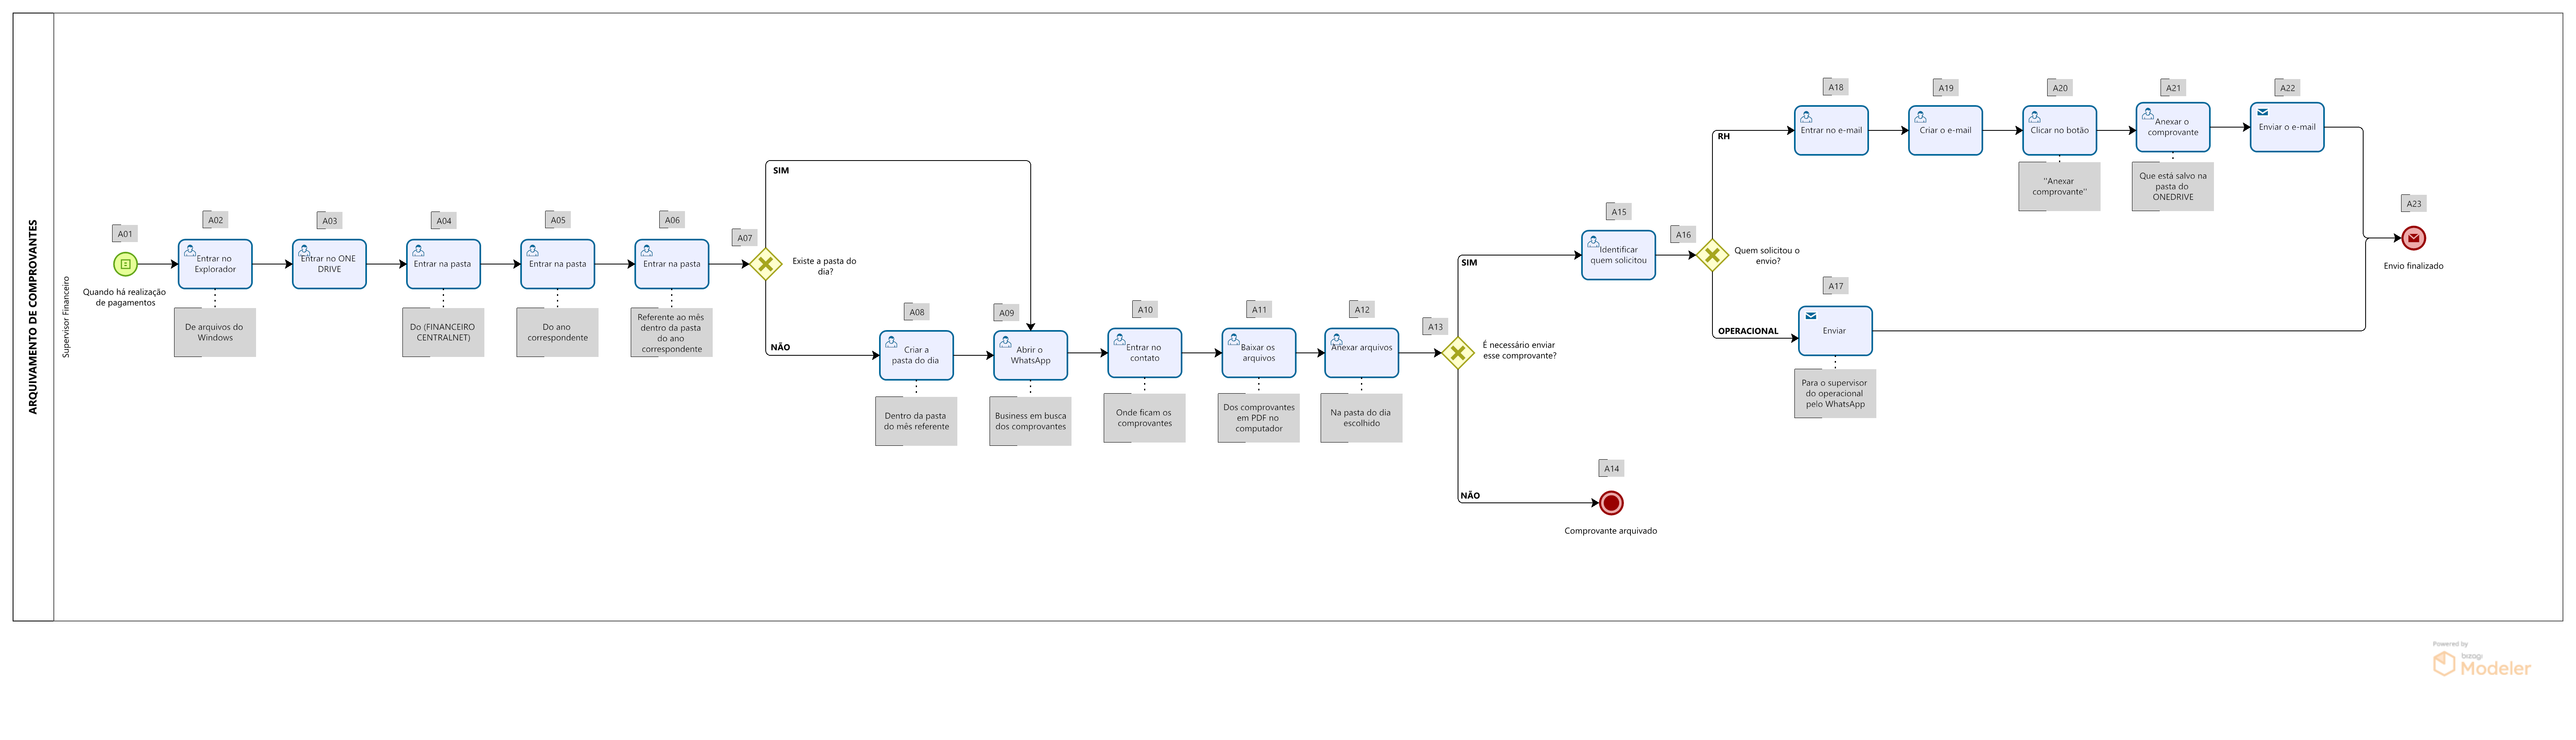 ARQUIVAMENTO DE COMPROVANTES
Supervisor Financeiro
A01
Quando há realização
de pagamentos
A02
Entrar no
Explorador
De arquivos do
Windows
A03
Entrar no ONE
DRIVE
A04
Entrar na pasta
Do (FINANCEIRO
CENTRALNET)
A05
Entrar na pasta
Do ano
correspondente
A06
Entrar na pasta
Referente ao mês
dentro da pasta
do ano
correspondente
A07
Existe a pasta do
dia?
SIM
NÃO
A08
Criar a
pasta do dia
Dentro da pasta
do mês referente
A09
Abrir o
WhatsApp
Business em busca
dos comprovantes
A10
Entrar no
contato
Onde ficam os
comprovantes
A11
Baixar os
arquivos
Dos comprovantes
em PDF no
computador
A12
Anexar arquivos
Na pasta do dia
escolhido
A13
É necessário enviar
esse comprovante?
SIM
NÃO
A14
Comprovante arquivado
A15
Identificar
quem solicitou
A16
Quem solicitou o
envio?
RH
OPERACIONAL
A17
Enviar
Para o supervisor
do operacional
pelo WhatsApp
A18
Entrar no e-mail
A19
Criar o e-mail
A20
Clicar no botão
"Anexar
comprovante"
A21
Anexar o
comprovante
Que está salvo na
pasta do
ONEDRIVE
A22
Enviar o e-mail
A23
Envio finalizado
Powered by
bizagi
Modeler